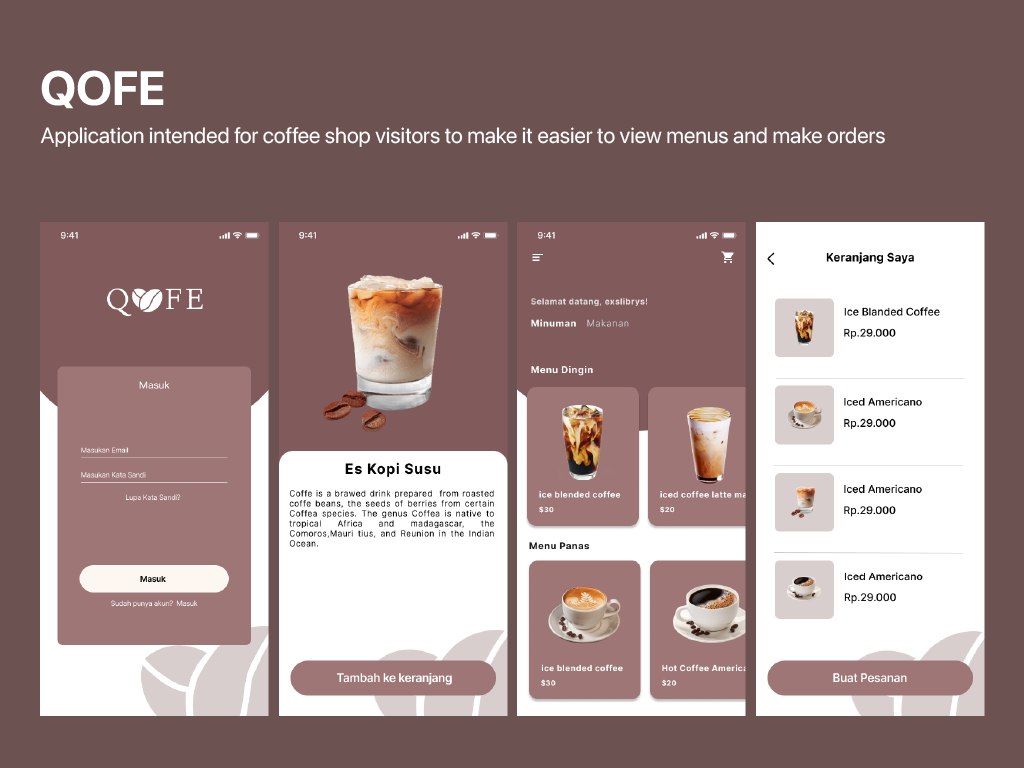 QOFE
Application intended for coffee shop visitors to make it easier to view menus and make orders
9:41
QOFE
Masuk
Masukan Email
Masukan Kata Sandi
Lupa Kata Sandi?
Masuk
Sudah punya akun? Masuk
9:41
Es Kopi Susu
Coffe is a brawed drink prepared from roasted
coffe beans, the seeds of berries from certain
Coffea species. The genus Coffea is native to
tropical Africa and madagascar, the
Comoros,Mauri tius, and Reunion in the Indian
Ocean.
Tambah ke keranjang
9:41
Selamat datang, exslibrys!
Minuman Makanan
Menu Dingin
ice blended coffee
$30
iced coffee latte ma
$20
Menu Panas
ice blended coffee
$30
Hot Coffee America
$20
Keranjang Saya
Ice Blanded Coffee
Rp.29.000
Iced Americano
Rp.29.000
Iced Americano
Rp.29.000
Iced Americano
Rp.29.000
Buat Pesanan